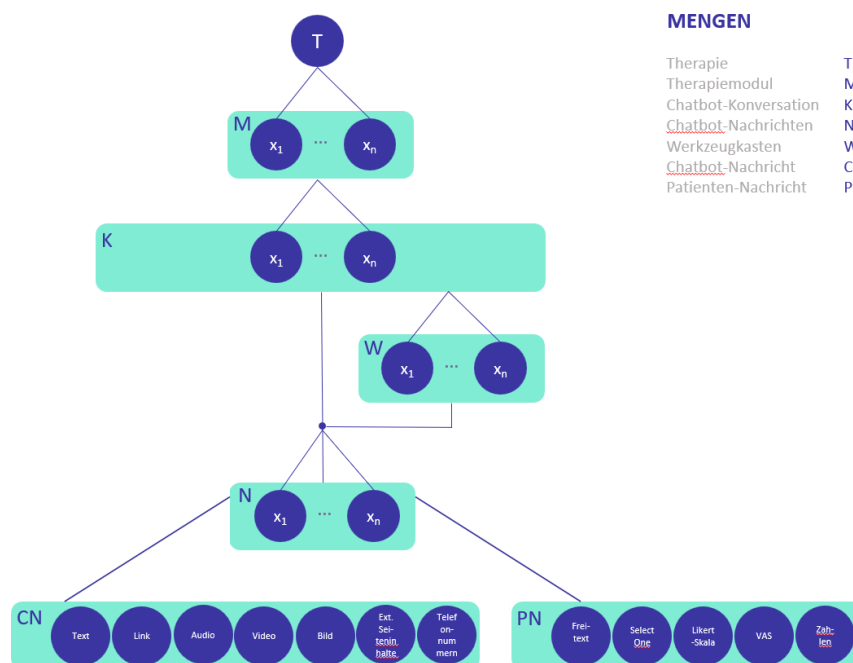 MENGEN
Therapie T
Therapiemodul M
Chatbot-Konversation K
Chatbot-Nachrichten N
Werkzeugkasten W
Chatbot-Nachricht C
Patienten-Nachricht P
T
M
x1 ... xn
K
x1 ... xn
W
x1 ... xn
N
x1 ... xn
CN
Text
Link
Audio
Video
Bild
Ext.
Sei-
tenin
halte
Telef
on-
num
mern
PN
Frei-
text
Select
One
Likert
-Skala
VAS
Zah-
len